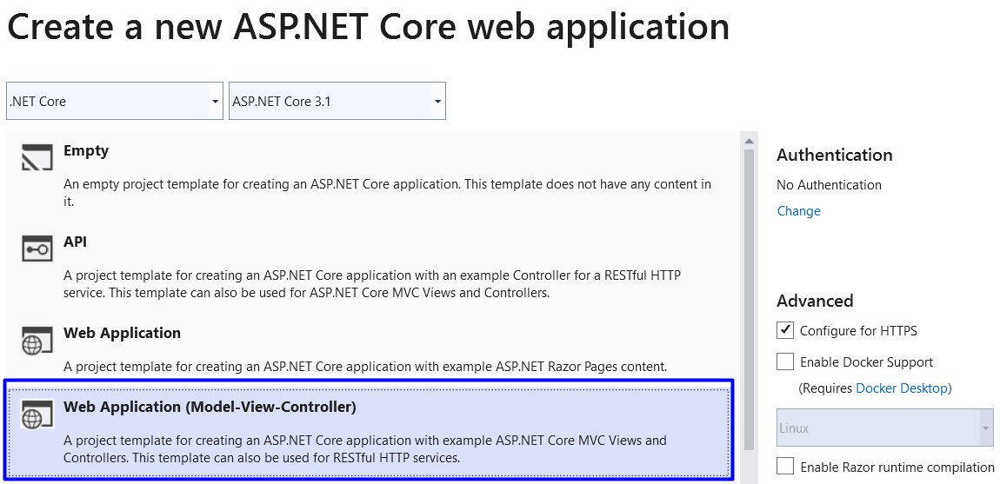 Create a new ASP.NET Core web application
.NET Core
ASP.NET Core 3.1
Empty
An empty project template for creating an ASP.NET Core application. This template does not have any content in
it.
API
A project template for creating an ASP.NET Core application with an example Controller for a RESTful HTTP
service. This template can also be used for ASP.NET Core MVC Views and Controllers.
Web Application
A project template for creating an ASP.NET Core application with example ASP.NET Razor Pages content.
Web Application (Model-View-Controller)
A project template for creating an ASP.NET Core application with example ASP.NET Core MVC Views and
Controllers. This template can also be used for RESTful HTTP services.
Authentication
No Authentication
Change
Advanced
Configure for HTTPS
Enable Docker Support
(Requires Docker Desktop)
Linux
Enable Razor runtime compilation